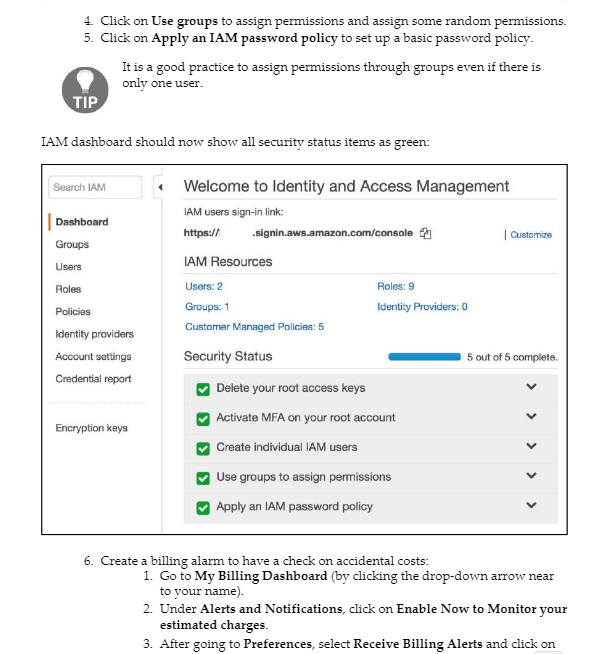 4. Click on Use groups to assign permissions and assign some random permissions.
5. Click on Apply an IAM password policy to set up a basic password policy.
It is a good practice to assign permissions through groups even if there is
only one user.
TIP
IAM dashboard should now show all security status items as green:
Search IAM
Dashboard
Groups
Users
Roles
Policies
Identity providers
Account settings
Credential report
Encryption keys
Welcome to Identity and Access Management
IAM users sign-in link:
https:// .signin.aws.amazon.com/console
| Customize
IAM Resources
Users: 2
Roles: 9
Groups: 1
Identity Providers: 0
Customer Managed Policies: 5
Security Status
5 out of 5 complete.
Delete your root access keys
Activate MFA on your root account
Create individual IAM users
Use groups to assign permissions
Apply an IAM password policy
6. Create a billing alarm to have a check on accidental costs:
1. Go to My Billing Dashboard (by clicking the drop-down arrow near
to your name).
2. Under Alerts and Notifications, click on Enable Now to Monitor your
estimated charges.
3. After going to Preferences, select Receive Billing Alerts and click on